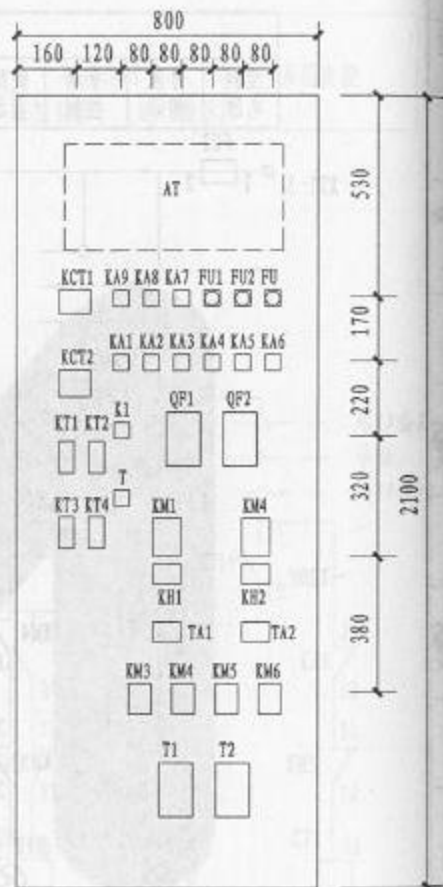 800
160 120 80 80 80 80 80
AT
530
KCT1 KA9 KA8 KA7 FU1 FU2 FU
170
KA1 KA2 KA3 KA4 KA5 KA6
KCT2
220
QF1 QF2
KT1 KT2 K1
320
2100
T
KT3 KT4
KM1 KM4
KH1 KH2
380
TA1 TA2
KM3 KM4 KM5 KM6
T1 T2